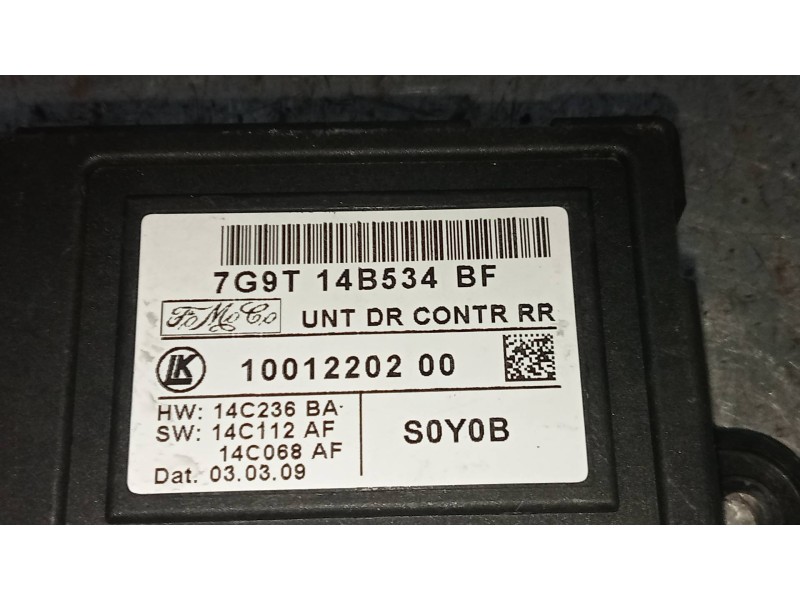 7G9T 14B534 BF
FoMoCo UNT DR CONTR RR
LK 10012202 00
HW: 14C236 BA
SW: 14C112 AF
14C068 AF
Dat. 03.03.09
S0Y0B